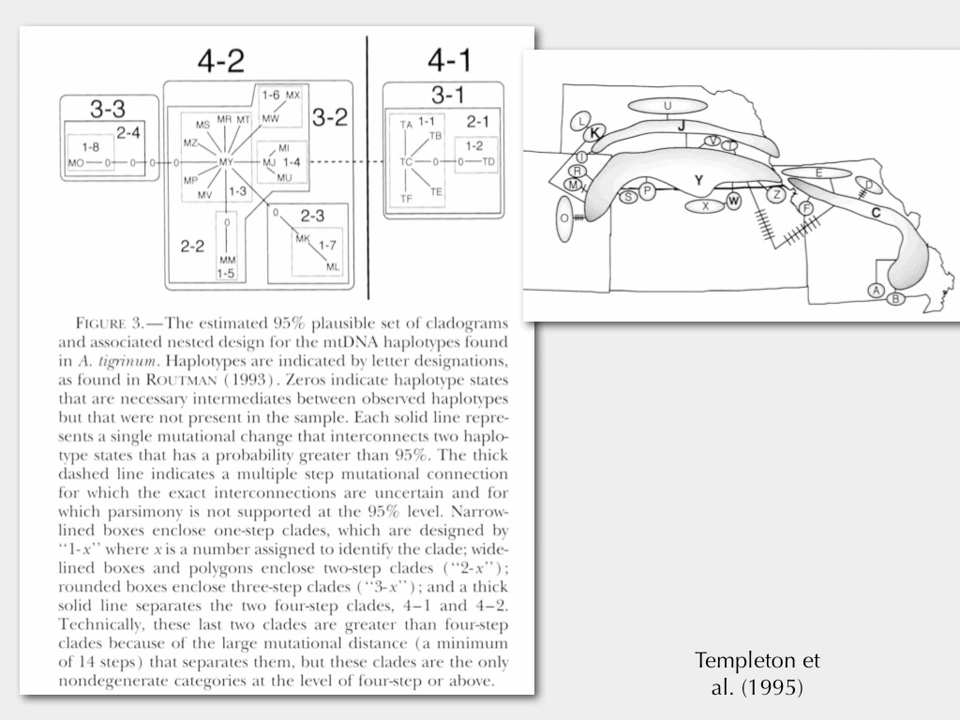 4-2
4-1
3-3
2-4
1-8
MO 0 0 0 0
1-6 MX
MW
3-2
MS MR MT
MZ
MY
MI
MJ 1-4
MU
MP
MV 1-3
2-2
0
MM
1-5
0
2-3
MK 1-7
ML
3-1
TA 1-1
TB
2-1
1-2
TC 0 0 TD
TE
TF
U
L
K
J
V T
I
R
M
S P
Y
X W
Z
O
E
D
F
C
A
B
FIGURE 3.—The estimated 95% plausible set of cladograms
and associated nested design for the mtDNA haplotypes found
in A. tigrinum. Haplotypes are indicated by letter designations,
as found in ROUTMAN (1993). Zeros indicate haplotype states
that are necessary intermediates between observed haplotypes
but that were not present in the sample. Each solid line repre-
sents a single mutational change that interconnects two haplo-
type states that has a probability greater than 95%. The thick
dashed line indicates a multiple step mutational connection
for which the exact interconnections are uncertain and for
which parsimony is not supported at the 95% level. Narrow-
lined boxes enclose one-step clades, which are designed by
“1-x” where x is a number assigned to identify the clade; wide-
lined boxes and polygons enclose two-step clades (“2-x”);
rounded boxes enclose three-step clades (“3-x”); and a thick
solid line separates the two four-step clades, 4–1 and 4–2.
Technically, these last two clades are greater than four-step
clades because of the large mutational distance (a minimum
of 14 steps) that separates them, but these clades are the only
nondegenerate categories at the level of four-step or above.
Templeton et
al. (1995)